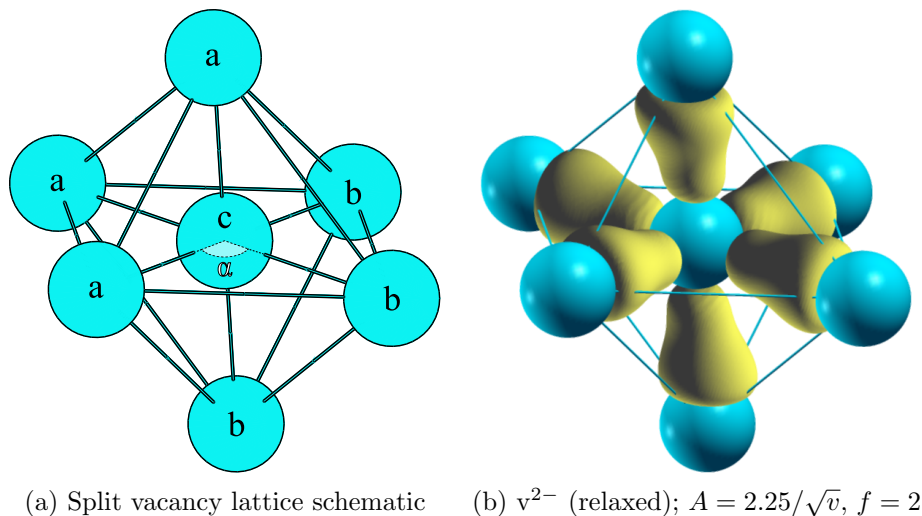 a
a
b
c
α
a
b
b
(a) Split vacancy lattice schematic
(b) v²⁻ (relaxed); A = 2.25/√v, f = 2